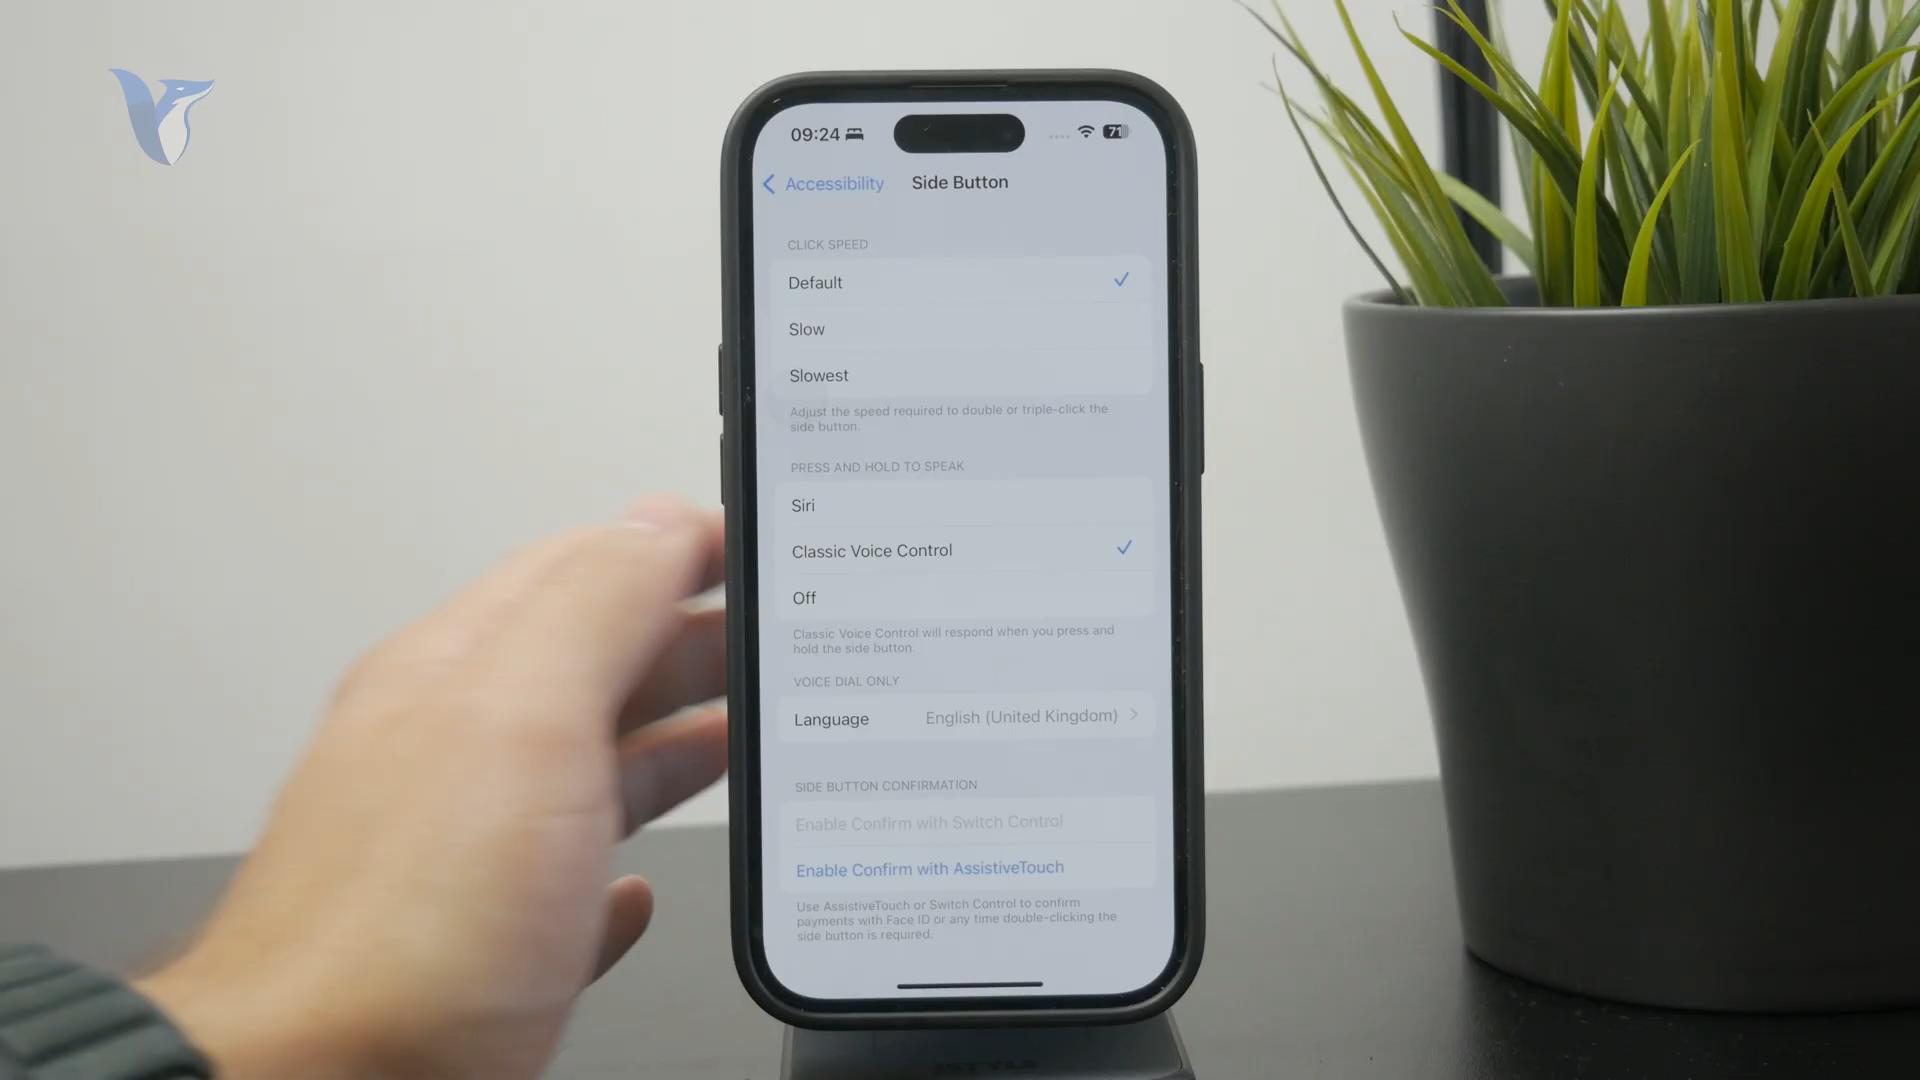 09:24
71
Accessibility
Side Button
CLICK SPEED
Default
Slow
Slowest
Adjust the speed required to double or triple-click the
side button.
PRESS AND HOLD TO SPEAK
Siri
Classic Voice Control
Off
Classic Voice Control will respond when you press and
hold the side button.
VOICE DIAL ONLY
Language
English (United Kingdom)
SIDE BUTTON CONFIRMATION
Enable Confirm with Switch Control
Enable Confirm with AssistiveTouch
Use AssistiveTouch or Switch Control to confirm
payments with Face ID or any time double-clicking the
side button is required.